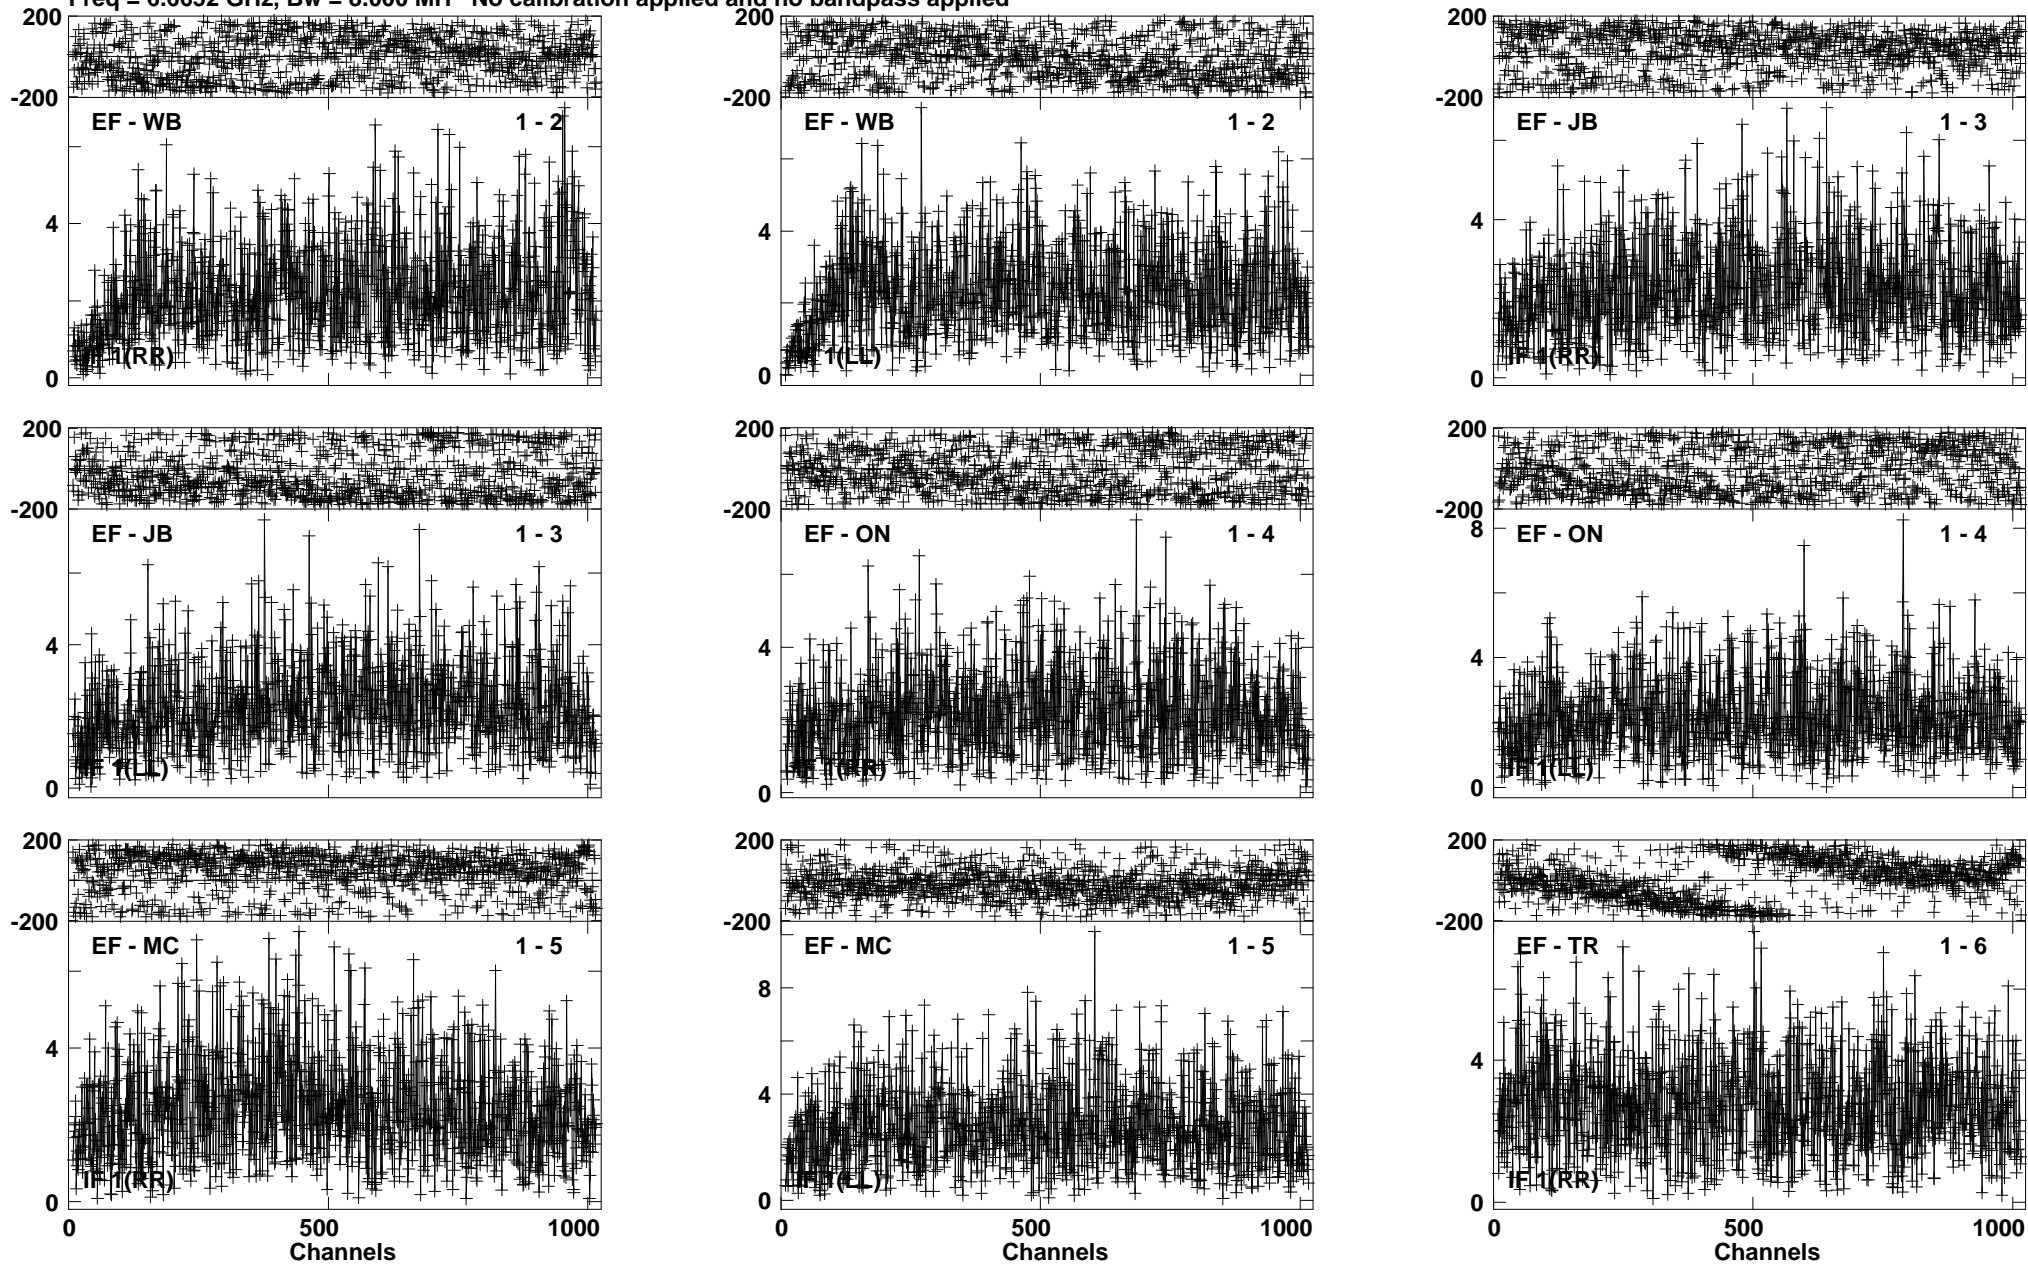 Freq = 6.6652 GHz, Bw = 8.000 MH No calibration applied and no bandpass applied
200
-200
EF - WB 1 - 2
4
IF 1(RR)
0
200
-200
EF - WB 1 - 2
4
IF 1(LL)
0
200
-200
EF - JB 1 - 3
4
IF 1(RR)
0
200
-200
EF - JB 1 - 3
4
IF 1(LL)
0
200
-200
EF - ON 1 - 4
4
IF 1(RR)
0
200
-200
8
EF - ON 1 - 4
4
IF 1(LL)
0
200
-200
EF - MC 1 - 5
4
IF 1(RR)
0
0 500 1000
Channels
200
-200
EF - MC 1 - 5
8
4
IF 1(LL)
0
0 500 1000
Channels
200
-200
EF - TR 1 - 6
4
IF 1(RR)
0
0 500 1000
Channels